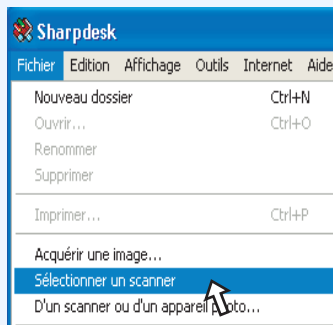 Sharpdesk
Fichier Edition Affichage Outils Internet Aide
Nouveau dossier Ctrl+N
Ouvrir... Ctrl+O
Renommer
Supprimer
Imprimer... Ctrl+P
Acquérir une image...
Sélectionner un scanner
D'un scanner ou d'un appareil photo...